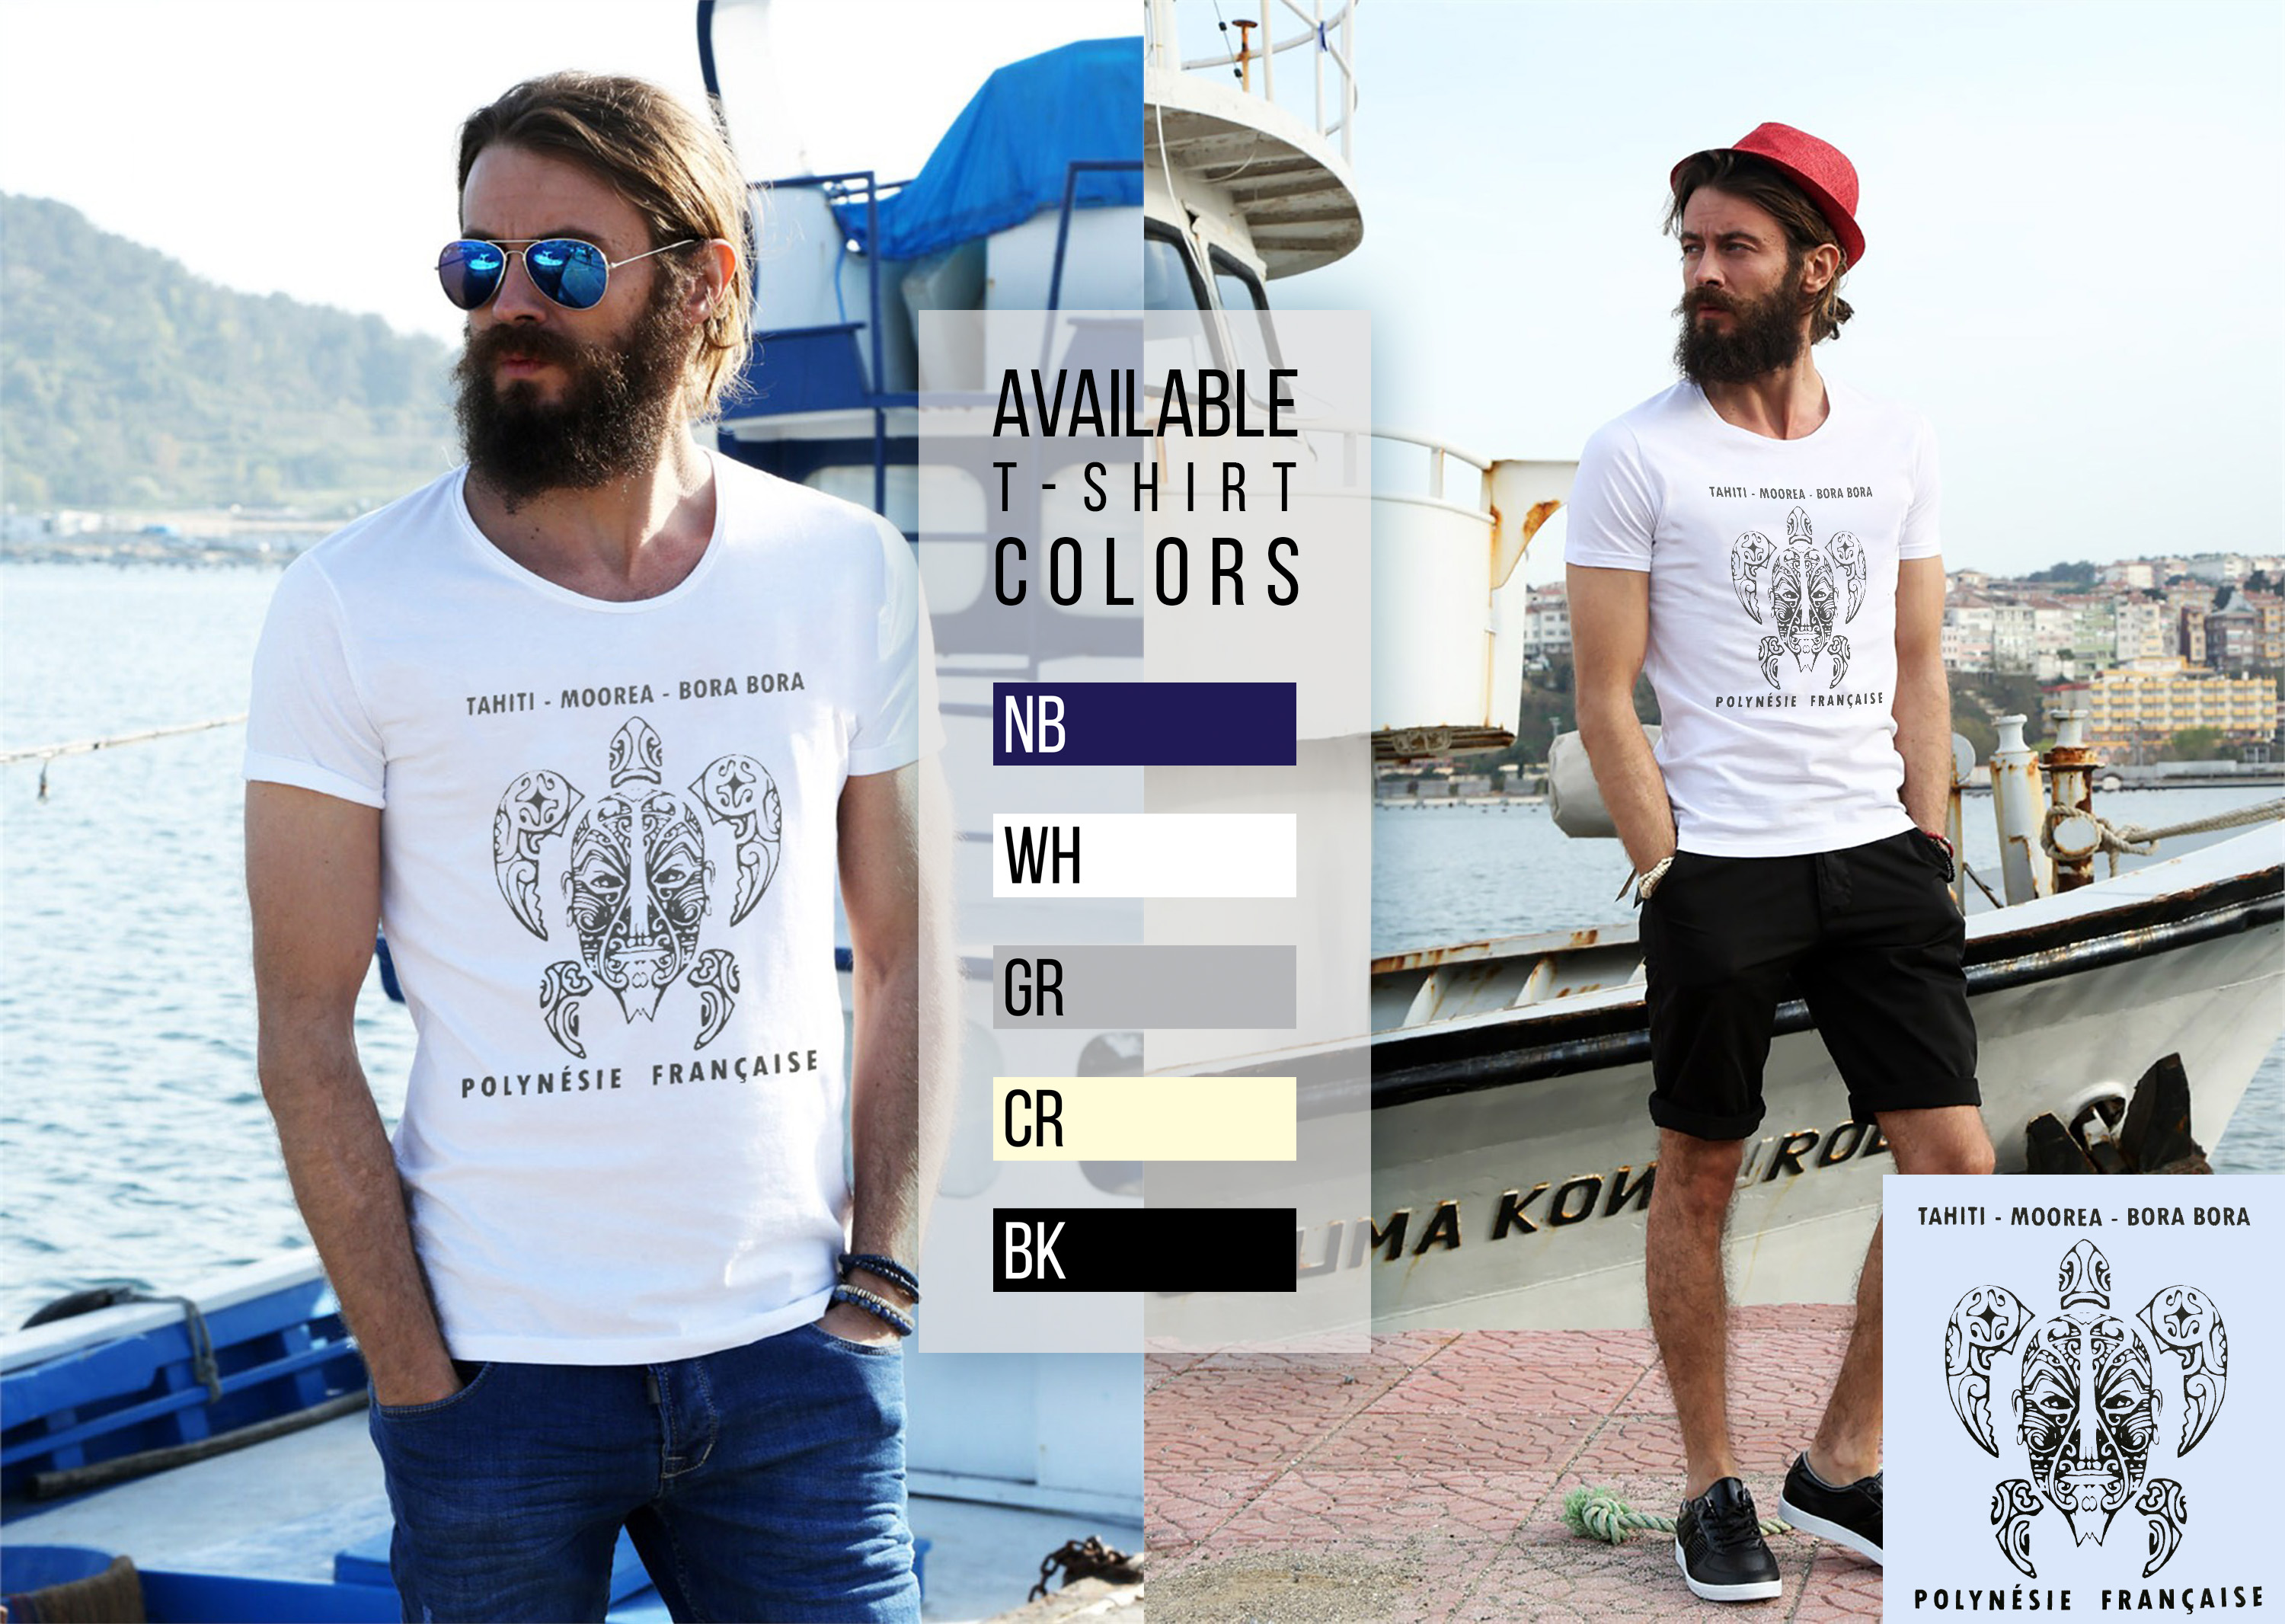 TAHITI - MOOREA - BORA BORA
POLYNÉSIE FRANÇAISE
AVAILABLE
T-SHIRT
COLORS
NB
WH
GR
CR
BK
TAHITI - MOOREA - BORA BORA
POLYNÉSIE FRANÇAISE
TAHITI - MOOREA - BORA BORA
POLYNÉSIE FRANÇAISE